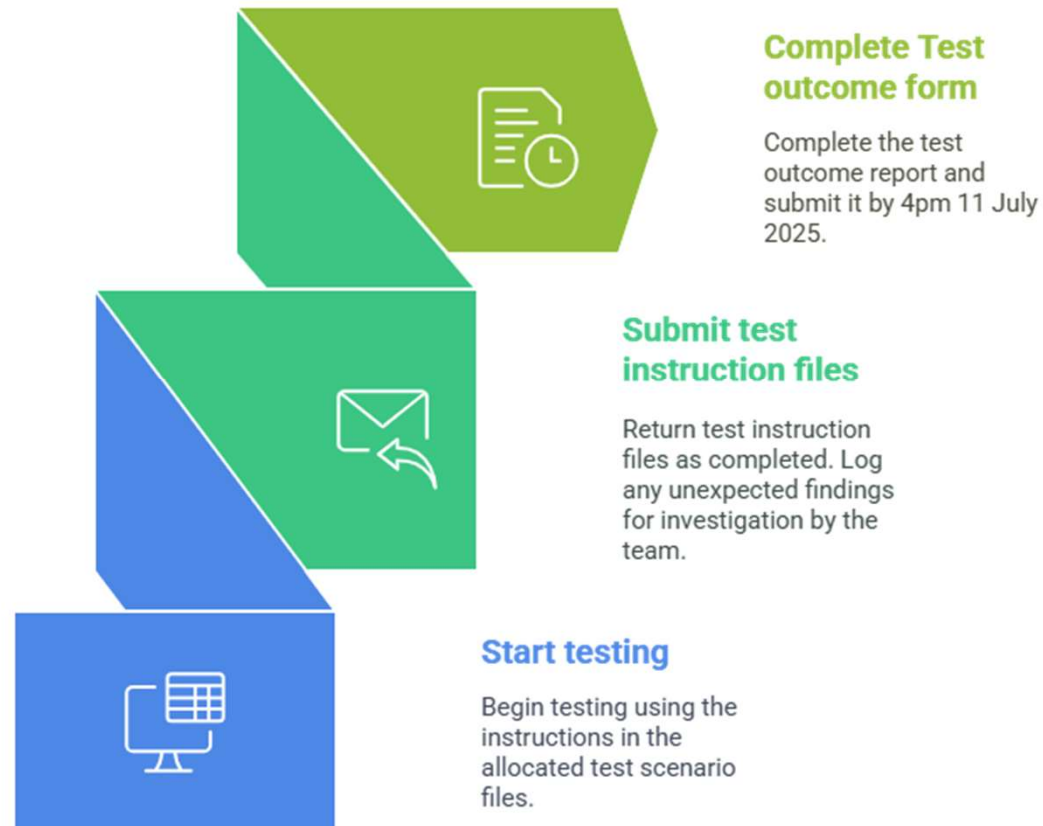 Complete Test
outcome form
Complete the test
outcome report and
submit it by 4pm 11 July
2025.
Submit test
instruction files
Return test instruction
files as completed. Log
any unexpected findings
for investigation by the
team.
Start testing
Begin testing using the
instructions in the
allocated test scenario
files.